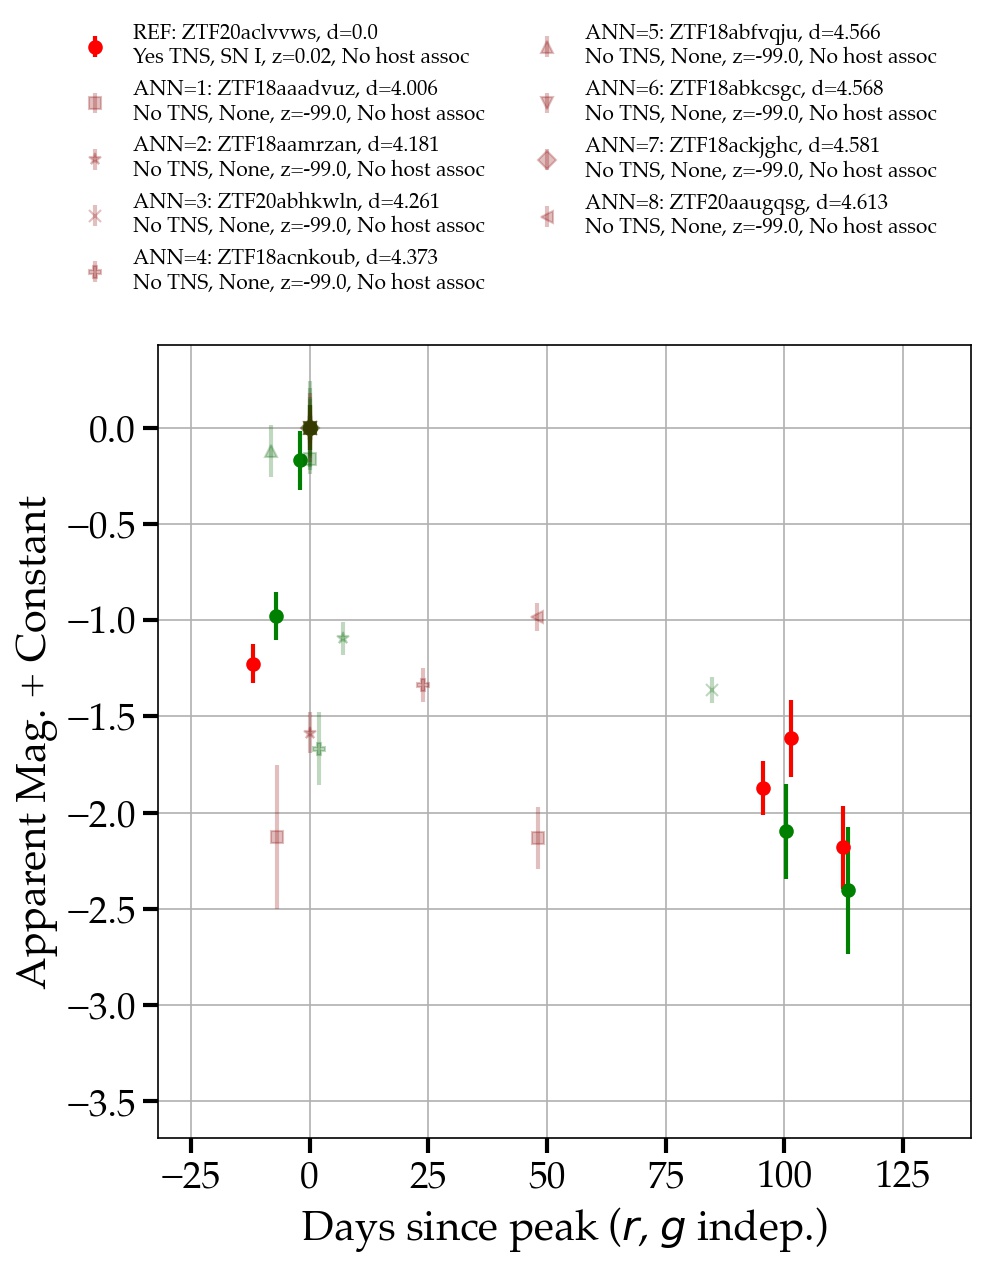 REF: ZTF20aclvvws, d=0.0
Yes TNS, SN I, z=0.02, No host assoc
ANN=1: ZTF18aaadvuz, d=4.006
No TNS, None, z=-99.0, No host assoc
ANN=2: ZTF18aamrzan, d=4.181
No TNS, None, z=-99.0, No host assoc
ANN=3: ZTF20abhkwln, d=4.261
No TNS, None, z=-99.0, No host assoc
ANN=4: ZTF18acnkoub, d=4.373
No TNS, None, z=-99.0, No host assoc
ANN=5: ZTF18abfvqju, d=4.566
No TNS, None, z=-99.0, No host assoc
ANN=6: ZTF18abkcsgc, d=4.568
No TNS, None, z=-99.0, No host assoc
ANN=7: ZTF18ackjghc, d=4.581
No TNS, None, z=-99.0, No host assoc
ANN=8: ZTF20aaugqsg, d=4.613
No TNS, None, z=-99.0, No host assoc
Apparent Mag. + Constant
0.0
−0.5
−1.0
−1.5
−2.0
−2.5
−3.0
−3.5
−25 0 25 50 75 100 125
Days since peak (r, g indep.)